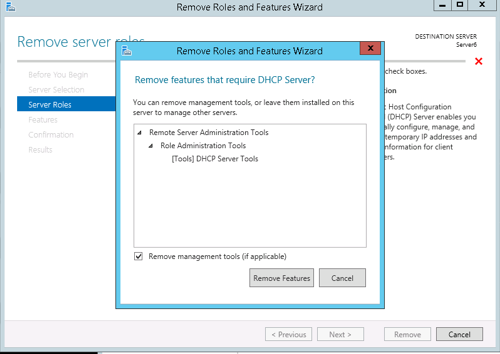 Remove Roles and Features Wizard
Remove server roles
DESTINATION SERVER
Server6
Before You Begin
Server Selection
Server Roles
Features
Confirmation
Results
Remove Roles and Features Wizard
Remove features that require DHCP Server?
You can remove management tools, or leave them installed on this
server to manage other servers.
Remote Server Administration Tools
Role Administration Tools
[Tools] DHCP Server Tools
Remove management tools (if applicable)
Remove Features
Cancel
check boxes.
Host Configuration
(DHCP) Server enables you
ally configure, manage, and
temporary IP addresses and
information for client
< Previous
Next >
Remove
Cancel